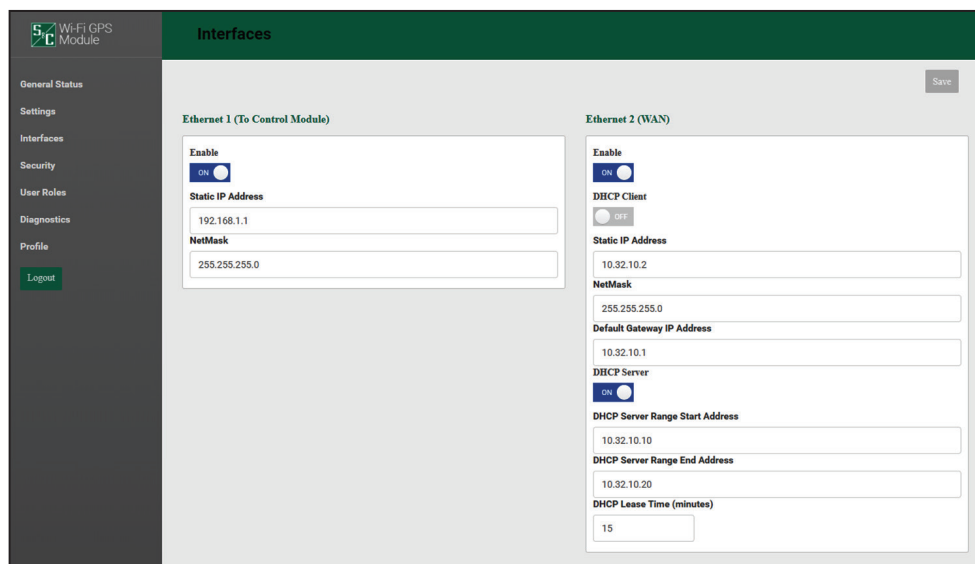 S&C Wi-Fi GPS
Module
Interfaces
General Status
Settings
Interfaces
Security
User Roles
Diagnostics
Profile
Logout
Save
Ethernet 1 (To Control Module)
Enable
ON
Static IP Address
192.168.1.1
NetMask
255.255.255.0
Ethernet 2 (WAN)
Enable
ON
DHCP Client
OFF
Static IP Address
10.32.10.2
NetMask
255.255.255.0
Default Gateway IP Address
10.32.10.1
DHCP Server
ON
DHCP Server Range Start Address
10.32.10.10
DHCP Server Range End Address
10.32.10.20
DHCP Lease Time (minutes)
15